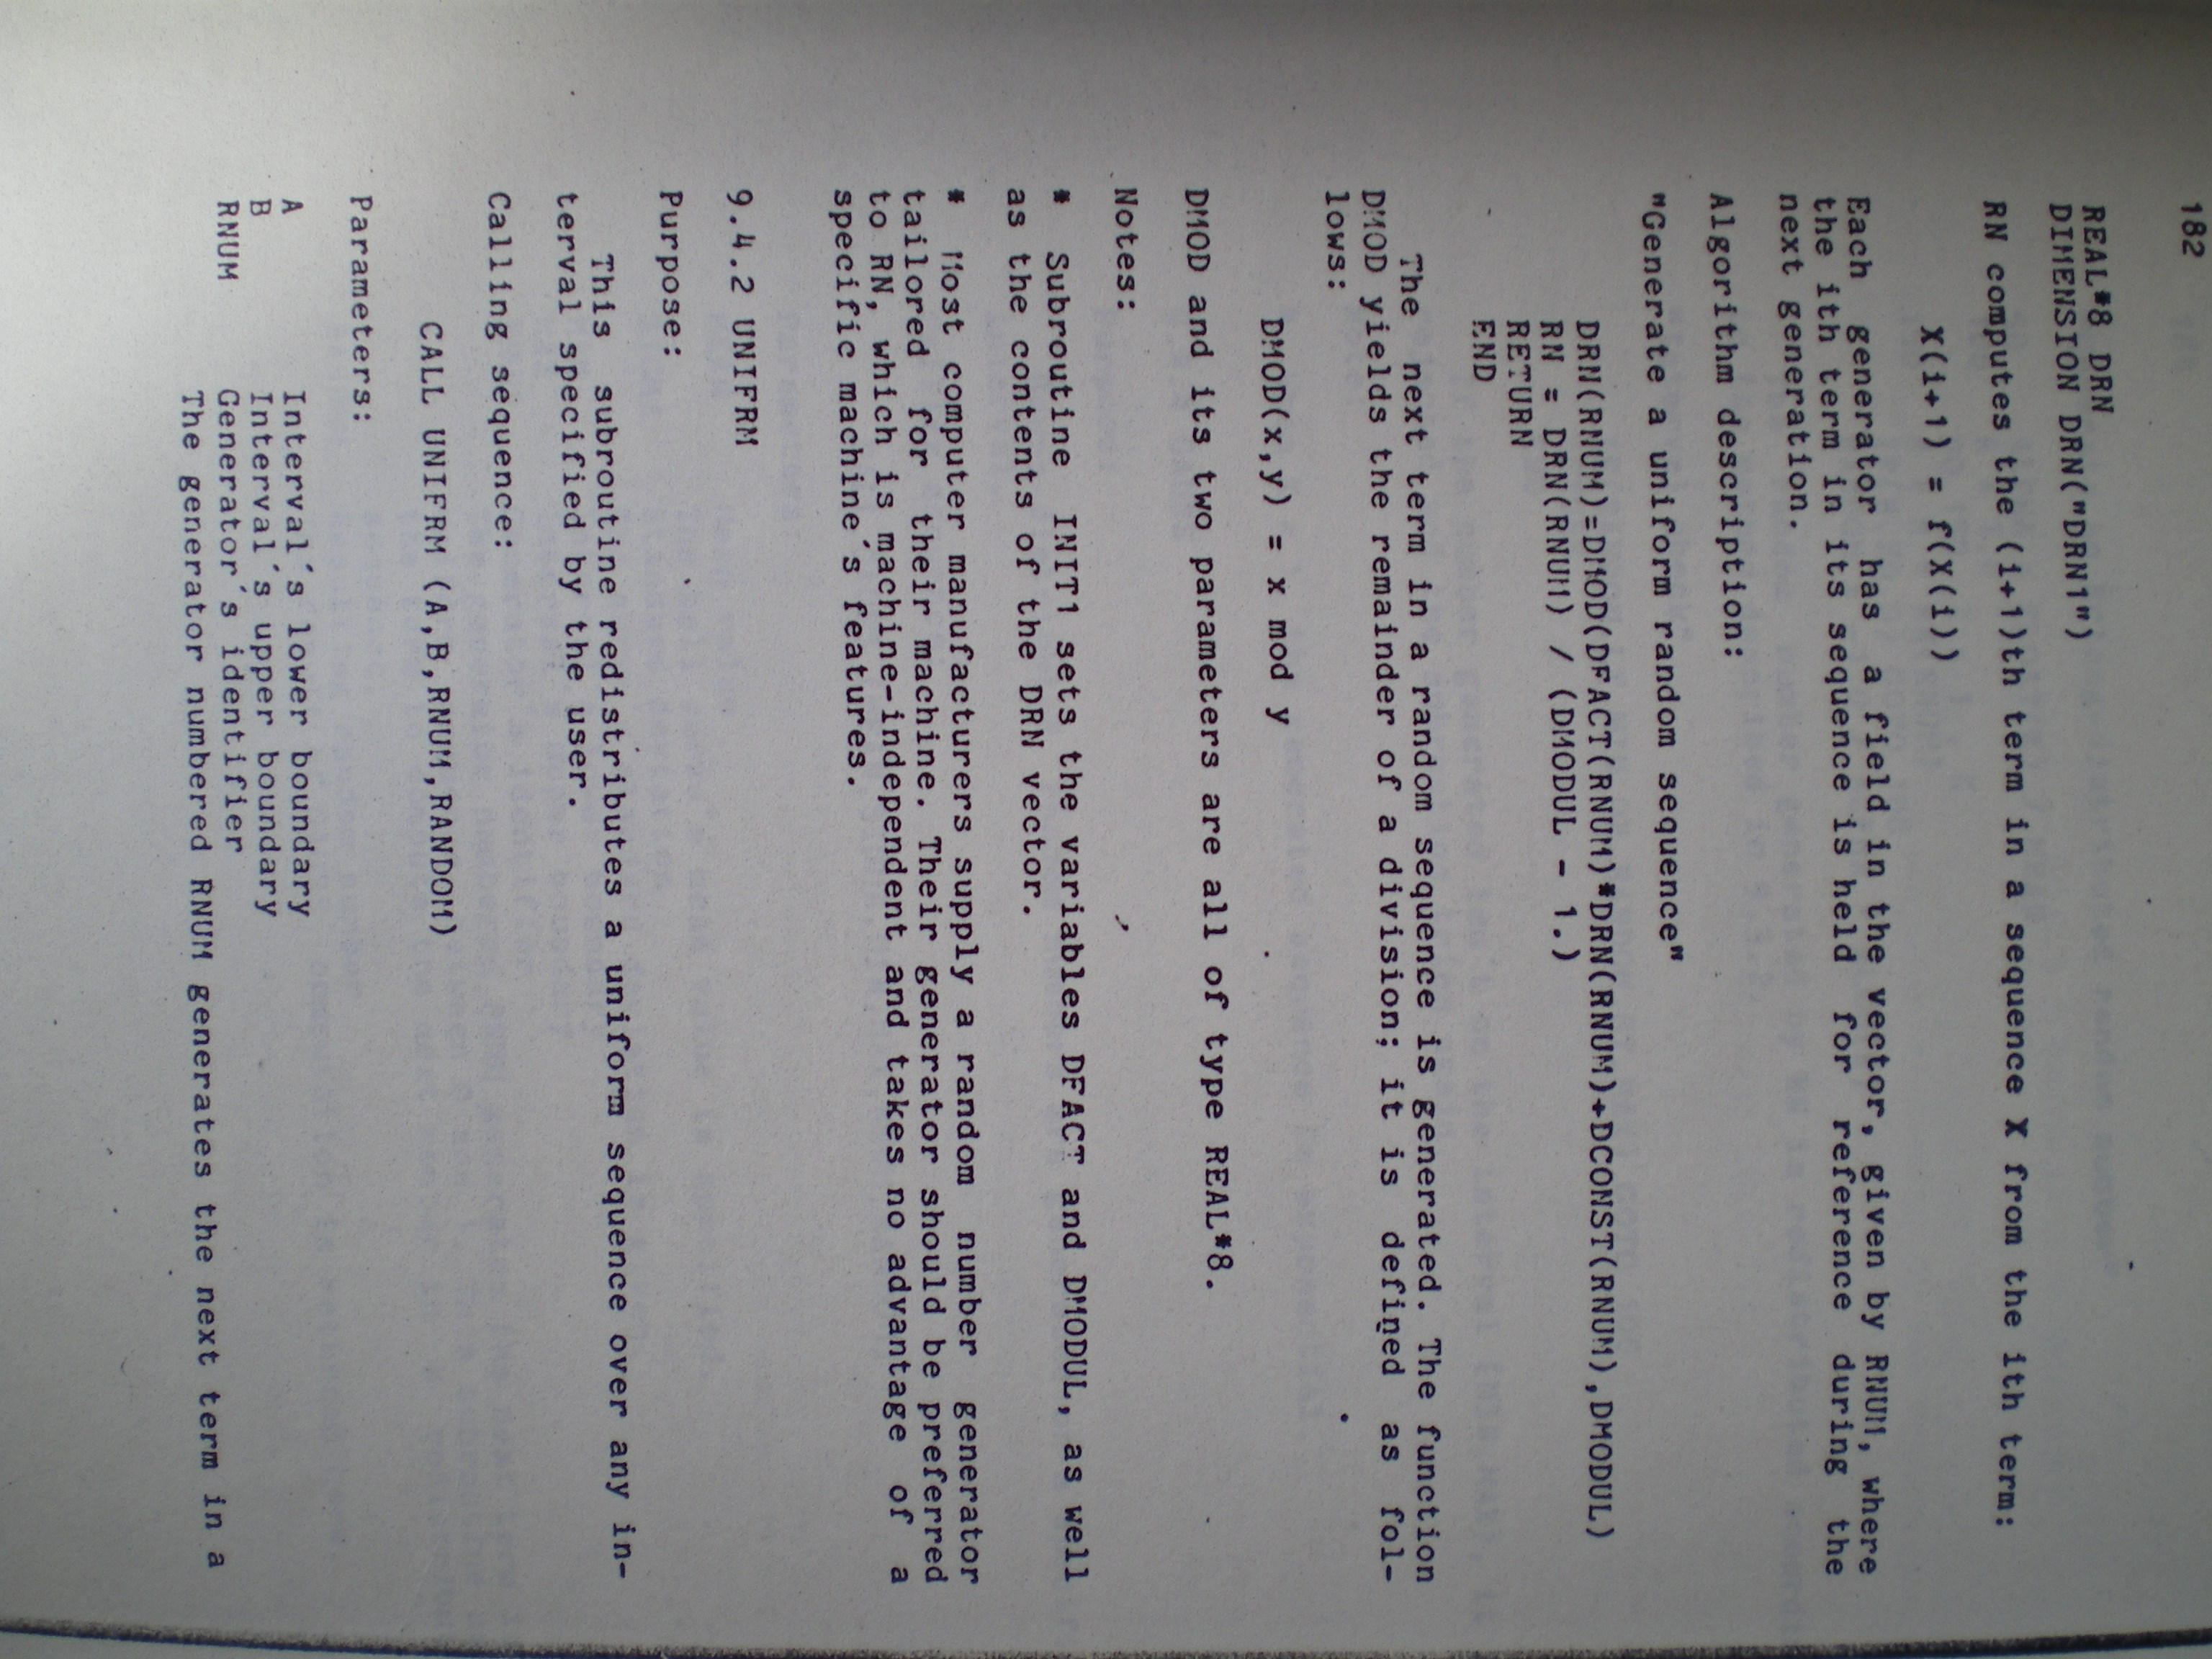 182
REAL*8 DRN
DIMENSION DRN("DRN1")
RN computes the (i+1)th term in a sequence X from the ith term:
X(i+1) = f(X(i))
Each generator has a field in the vector, given by RNUM, where
the ith term in its sequence is held for reference during the
next generation.
Algorithm description:
"Generate a uniform random sequence"
DRN(RNUM)=DMOD(DFACT(RNUM)*DRN(RNUM)+DCONST(RNUM),DMODUL)
RN = DRN(RNUM) / (DMODUL - 1.)
RETURN
END
The next term in a random sequence is generated. The function
DMOD yields the remainder of a division; it is defined as fol-
lows:
DMOD(x,y) = x mod y
DMOD and its two parameters are all of type REAL*8.
Notes:
* Subroutine INIT1 sets the variables DFACT and DMODUL, as well
as the contents of the DRN vector.
* Most computer manufacturers supply a random number generator
tailored for their machine. Their generator should be preferred
to RN, which is machine-independent and takes no advantage of a
specific machine´s features.
9.4.2 UNIFRM
Purpose:
This subroutine redistributes a uniform sequence over any in-
terval specified by the user.
Calling sequence:
CALL UNIFRM (A,B,RNUM,RANDOM)
Parameters:
A Interval´s lower boundary
B Interval´s upper boundary
RNUM Generator´s identifier
The generator numbered RNUM generates the next term in a